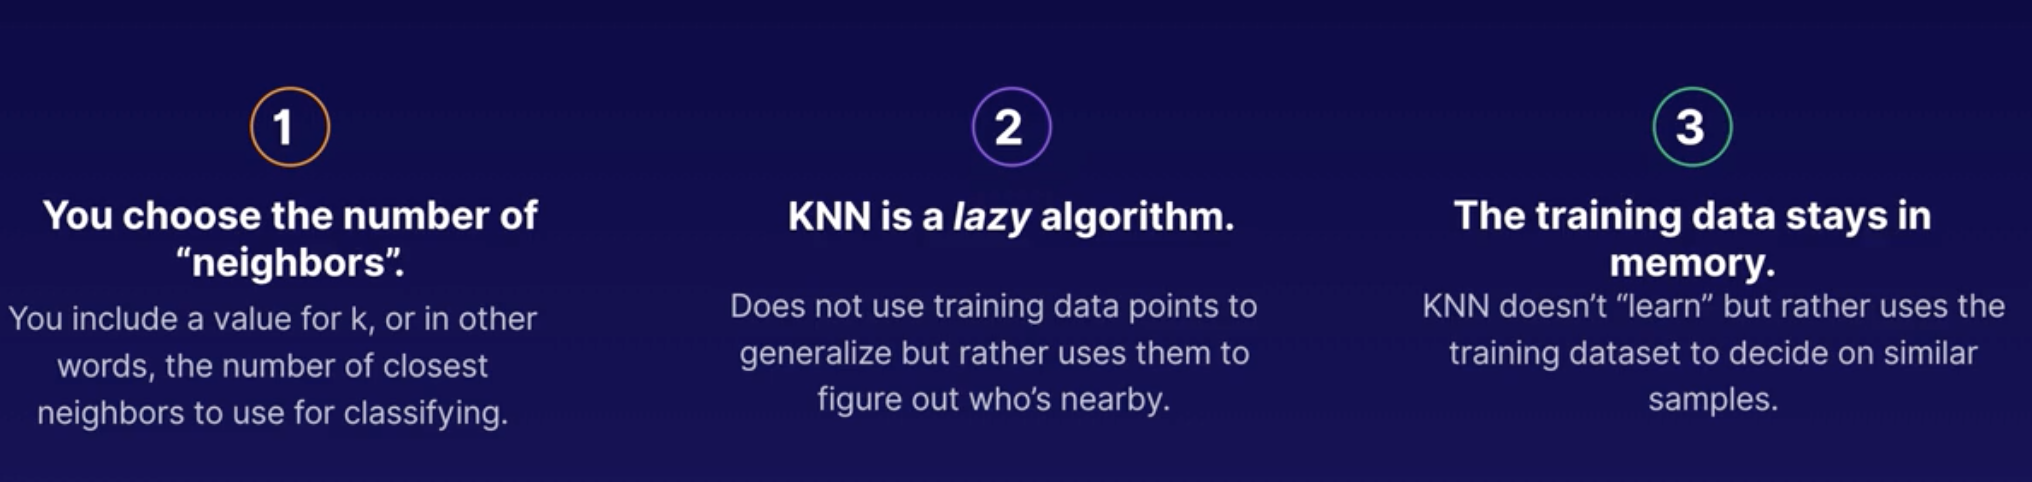 1
You choose the number of
“neighbors”.
You include a value for k, or in other
words, the number of closest
neighbors to use for classifying.
2
KNN is a lazy algorithm.
Does not use training data points to
generalize but rather uses them to
figure out who’s nearby.
3
The training data stays in
memory.
KNN doesn’t “learn” but rather uses the
training dataset to decide on similar
samples.